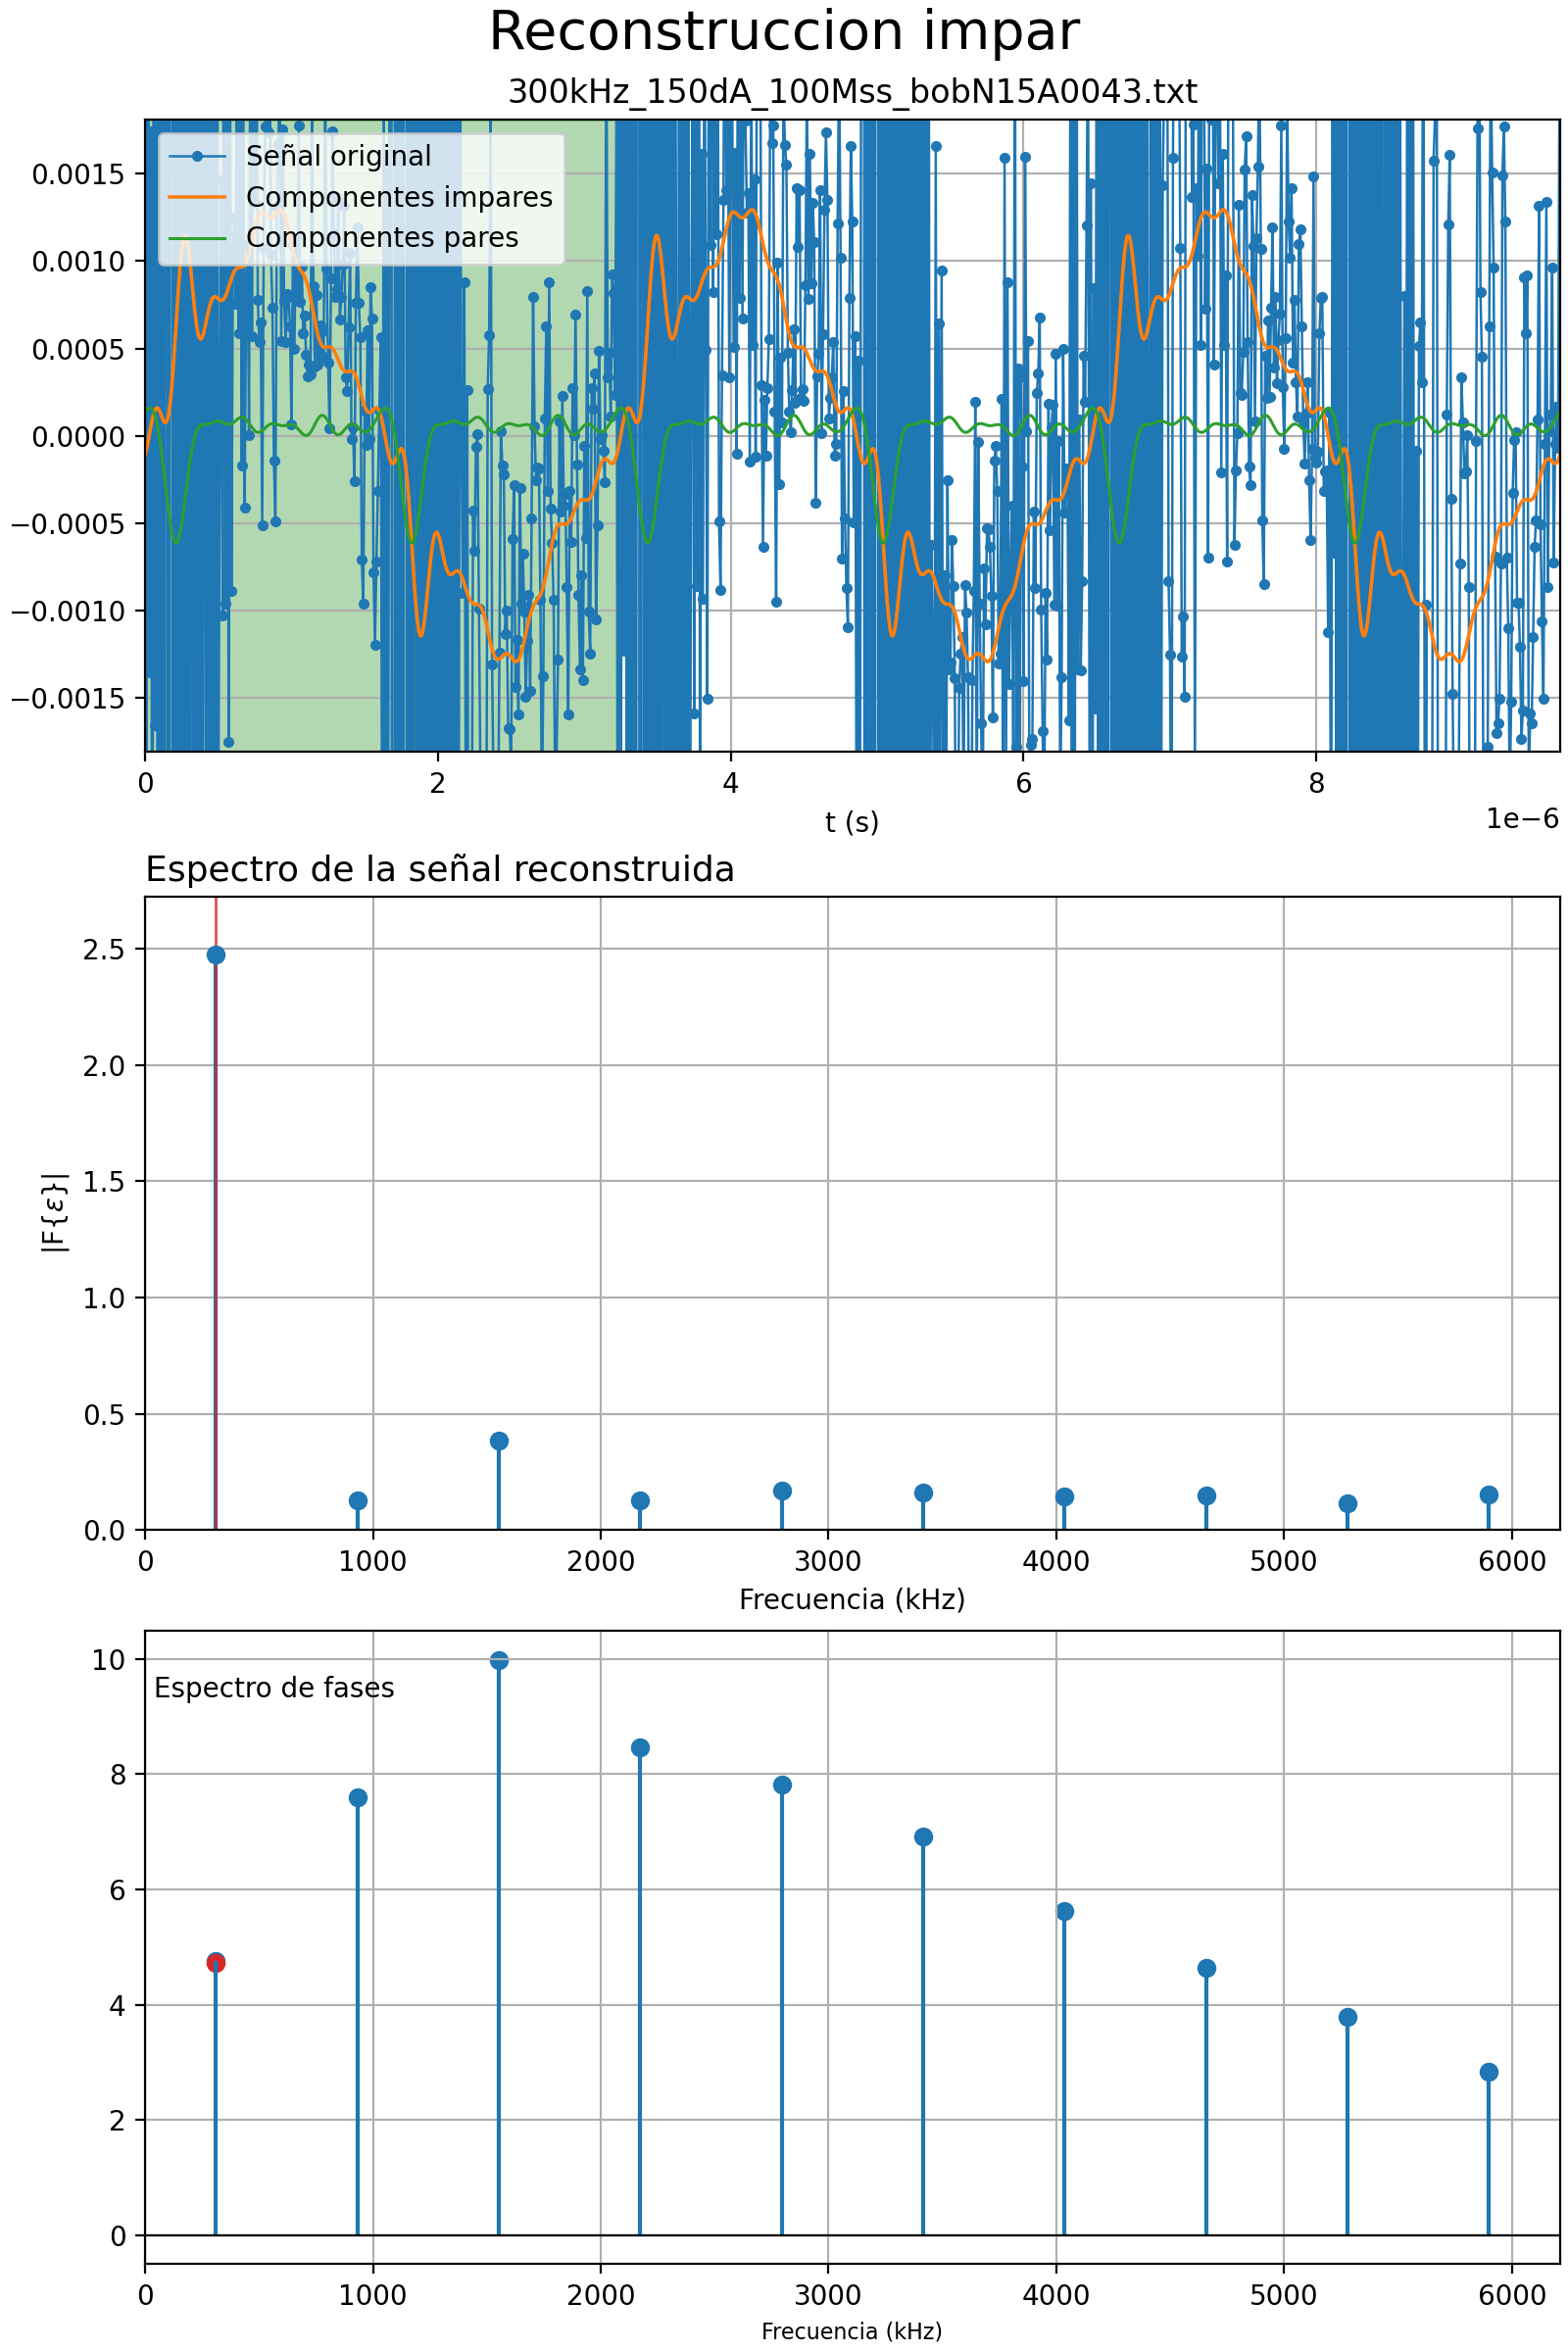 Reconstruccion impar
300kHz_150dA_100Mss_bobN15A0043.txt
Señal original
Componentes impares
Componentes pares
0.0015
0.0010
0.0005
0.0000
−0.0005
−0.0010
−0.0015
0 2 4 6 8
1e−6
t (s)
Espectro de la señal reconstruida
2.5
2.0
1.5
1.0
0.5
0.0
|F{ε}|
0 1000 2000 3000 4000 5000 6000
Frecuencia (kHz)
10
8
6
4
2
0
Espectro de fases
0 1000 2000 3000 4000 5000 6000
Frecuencia (kHz)